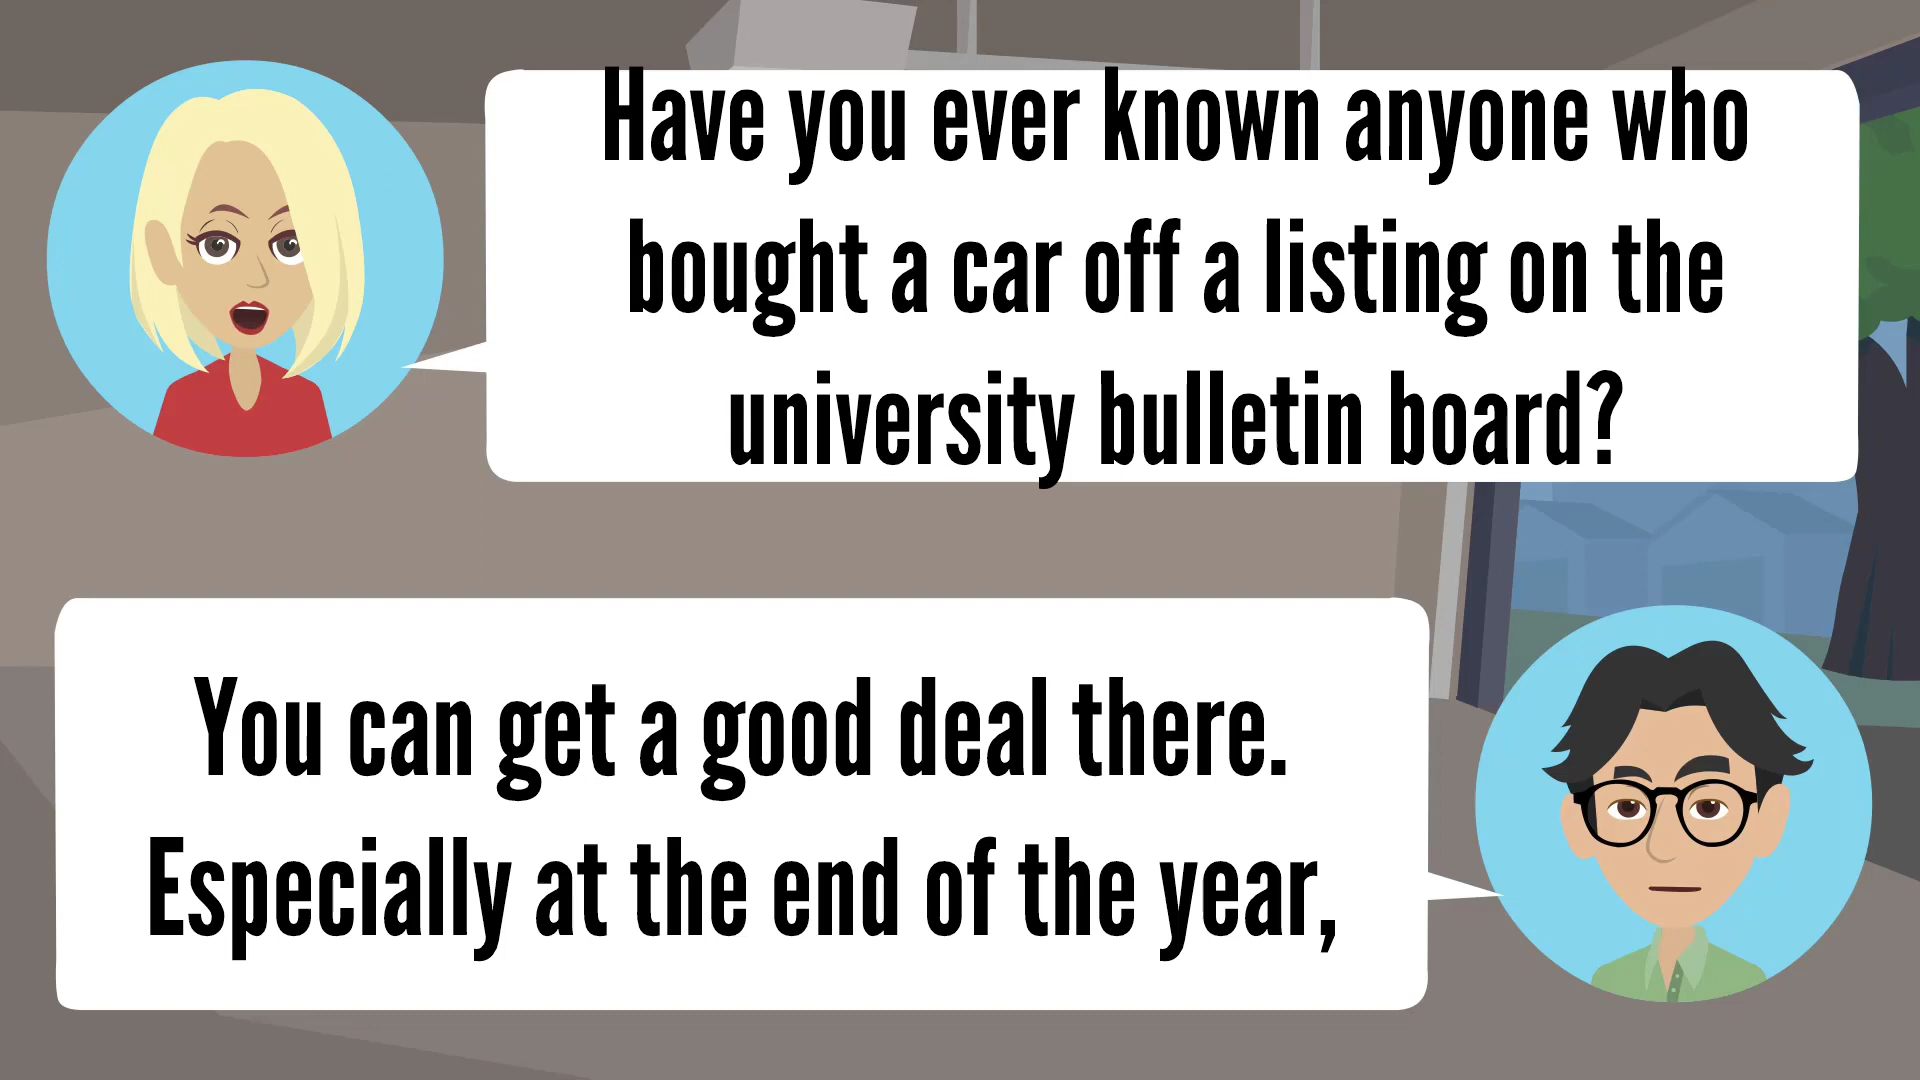 Have you ever known anyone who
bought a car off a listing on the
university bulletin board?
You can get a good deal there.
Especially at the end of the year,